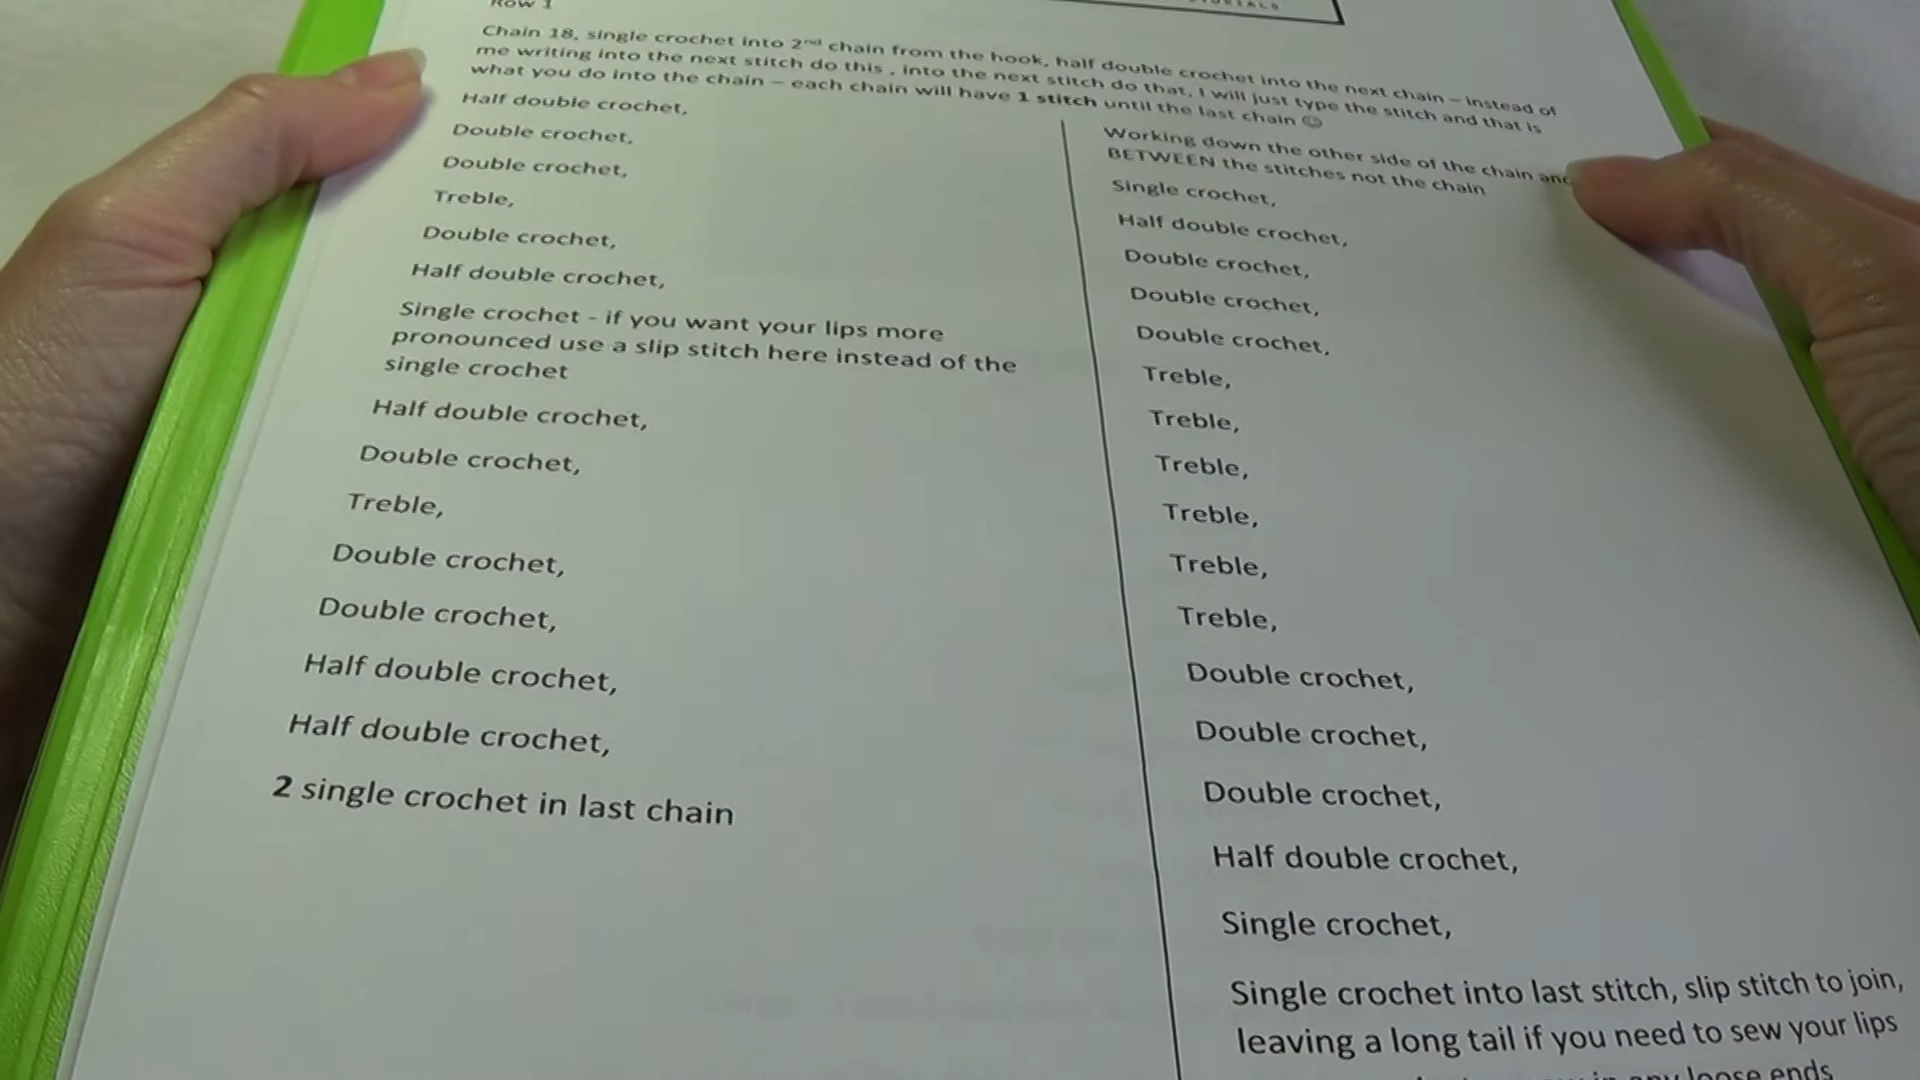 Row 1
Chain 18, single crochet into 2nd chain from the hook, half double crochet into the next chain – instead of
me writing into the next stitch do this , into the next stitch do that, I will just type the stitch and that is
what you do into the chain – each chain will have 1 stitch until the last chain ☺
Half double crochet,
Double crochet,
Double crochet,
Treble,
Double crochet,
Half double crochet,
Single crochet - if you want your lips more
pronounced use a slip stitch here instead of the
single crochet
Half double crochet,
Double crochet,
Treble,
Double crochet,
Double crochet,
Half double crochet,
Half double crochet,
2 single crochet in last chain
Working down the other side of the chain and
BETWEEN the stitches not the chain
Single crochet,
Half double crochet,
Double crochet,
Double crochet,
Double crochet,
Treble,
Treble,
Treble,
Treble,
Treble,
Treble,
Double crochet,
Double crochet,
Double crochet,
Half double crochet,
Single crochet,
Single crochet into last stitch, slip stitch to join,
leaving a long tail if you need to sew your lips
in any loose ends